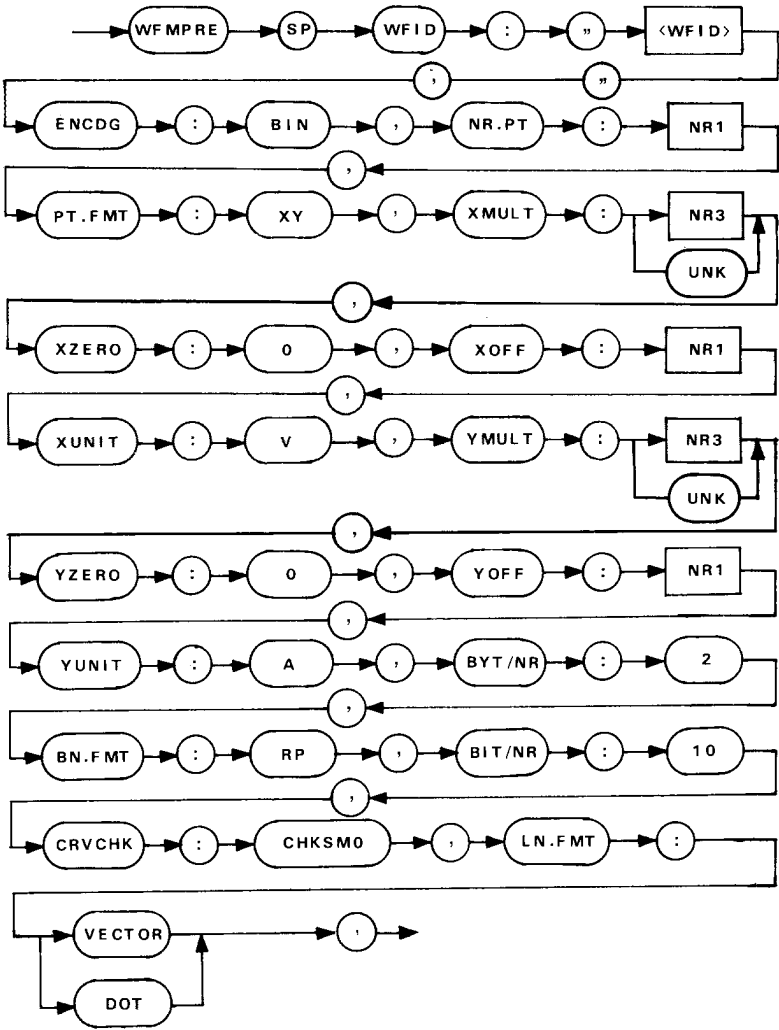 WFMPRE SP WFID : " <WFID>
, "
ENCDG : BIN , NR.PT : NR1
,
PT.FMT : XY , XMULT : NR3
UNK
,
XZERO : 0 , XOFF : NR1
,
XUNIT : V , YMULT : NR3
UNK
,
YZERO : 0 , YOFF : NR1
,
YUNIT : A , BYT/NR : 2
,
BN.FMT : RP , BIT/NR : 10
,
CRVCHK : CHKSM0 , LN.FMT :
VECTOR ,
DOT